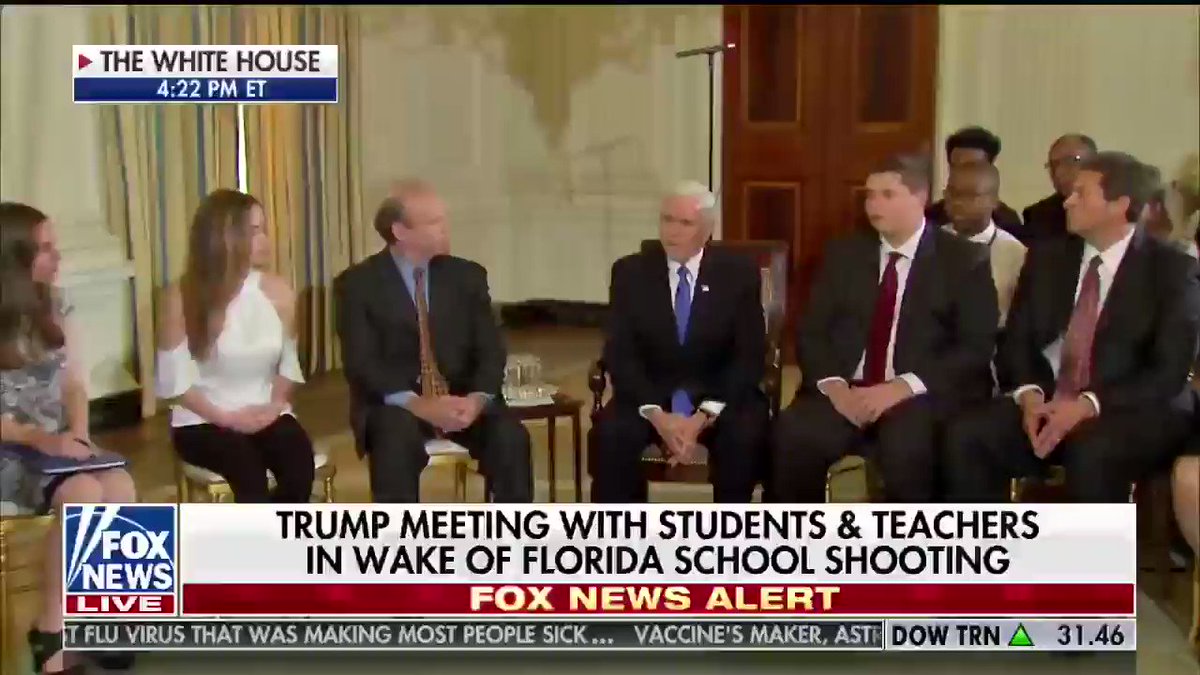 THE WHITE HOUSE
4:22 PM ET
TRUMP MEETING WITH STUDENTS & TEACHERS
IN WAKE OF FLORIDA SCHOOL SHOOTING
FOX
NEWS
LIVE
FOX NEWS ALERT
ST FLU VIRUS THAT WAS MAKING MOST PEOPLE SICK ... VACCINE'S MAKER, AST
DOW TRN 31.46